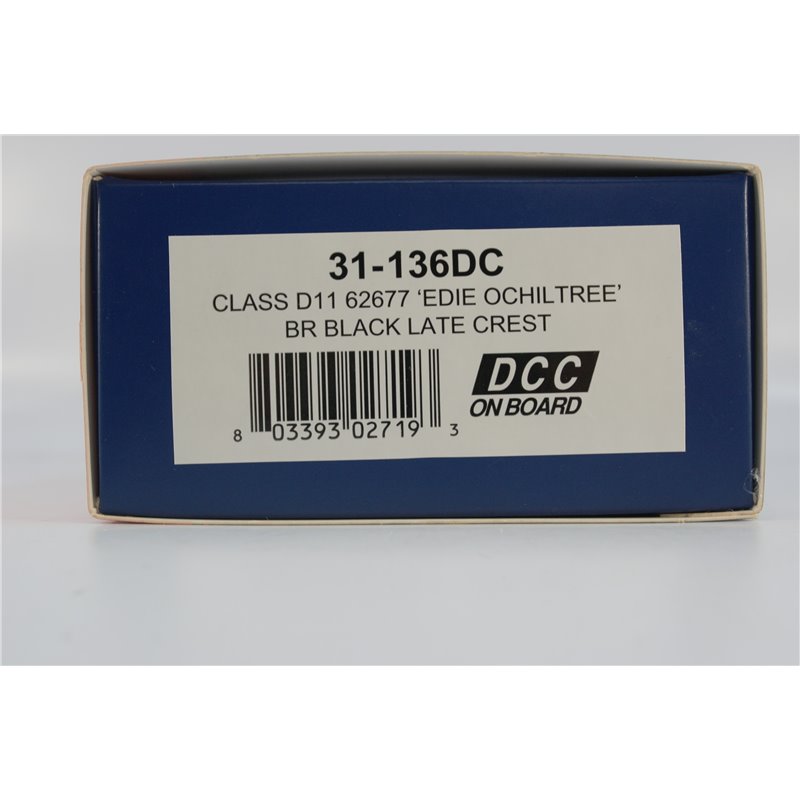 31-136DC
CLASS D11 62677 ‘EDIE OCHILTREE’
BR BLACK LATE CREST
8 03393 02719 3
DCC
ON BOARD